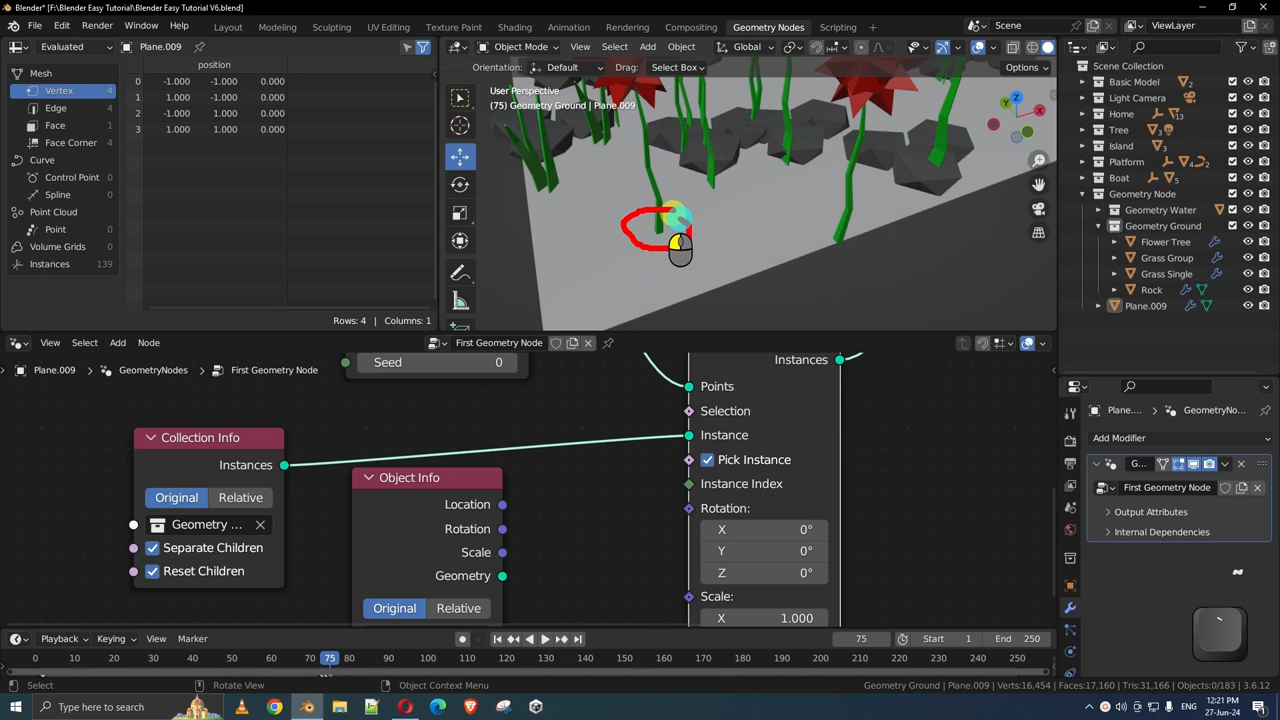 Blender* [F:\Blender Easy Tutorial\Blender Easy Tutorial V6.blend]
File Edit Render Window Help Layout Modeling Sculpting UV Editing Texture Paint Shading Animation Rendering Compositing Geometry Nodes Scene ViewLayer
Evaluated Plane.009
Object Mode View Select Add Object Global
Orientation: Default Drag: Select Box Options
position
Mesh
Vertex 4
Edge 4
Face 1
Face Corner 4
Curve
Control Point 0
Spline 0
Point Cloud
Point 0
Volume Grids 0
Instances 139
0 -1.000 -1.000 0.000
1 1.000 -1.000 0.000
2 -1.000 1.000 0.000
3 1.000 1.000 0.000
Rows: 4 | Columns: 1
User Perspective
(75) Geometry Ground | Plane.009
Z
Y
X
Scene Collection
Basic Model 2
Light Camera
Home 13
Tree 3
Island 3
Platform 4 2
Boat 5
Geometry Node
Geometry Water
Geometry Ground
Flower Tree
Grass Group
Grass Single
Rock
Plane.009
View Select Add Node First Geometry Node
Plane.009 > GeometryNodes > First Geometry Node
Seed 0
Collection Info
Instances
Original Relative
Geometry ...
Separate Children
Reset Children
Object Info
Location
Rotation
Scale
Geometry
Original Relative
Instances
Points
Selection
Instance
Pick Instance
Instance Index
Rotation:
X 0°
Y 0°
Z 0°
Scale:
X 1.000
Plane.... > GeometryNo...
Add Modifier
G...
First Geometry Node
Output Attributes
Internal Dependencies
Playback Keying View Marker 75 Start 1 End 250
0 10 20 30 40 50 60 70 75 80 90 100 110 120 130 140 150 160 170 180 190 200 210 220 230 240 250
Select Rotate View Object Context Menu Geometry Ground | Plane.009 | Verts:16,454 | Faces:17,160 | Tris:31,166 | Objects:0/183 | 3.6.12
Type here to search
12:21 PM
27-Jun-24